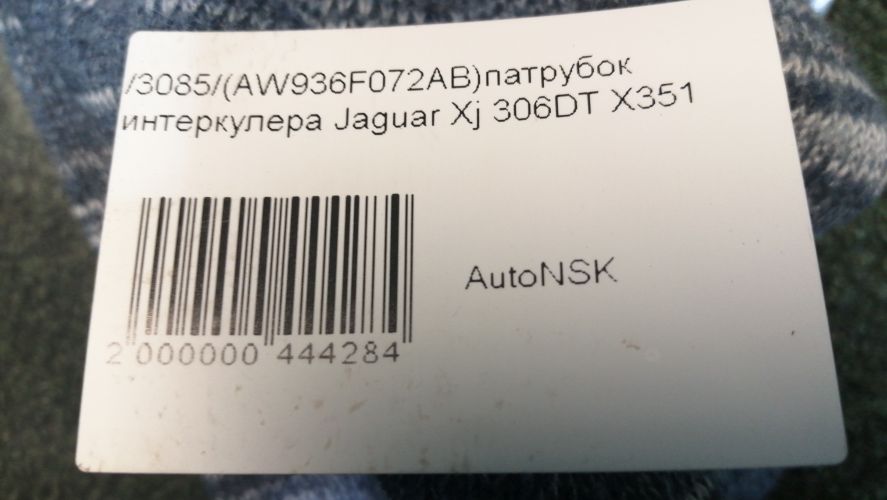 /3085/(AW936F072AB)патрубок
интеркулера Jaguar Xj 306DT X351
AutoNSK
2 000000 444284